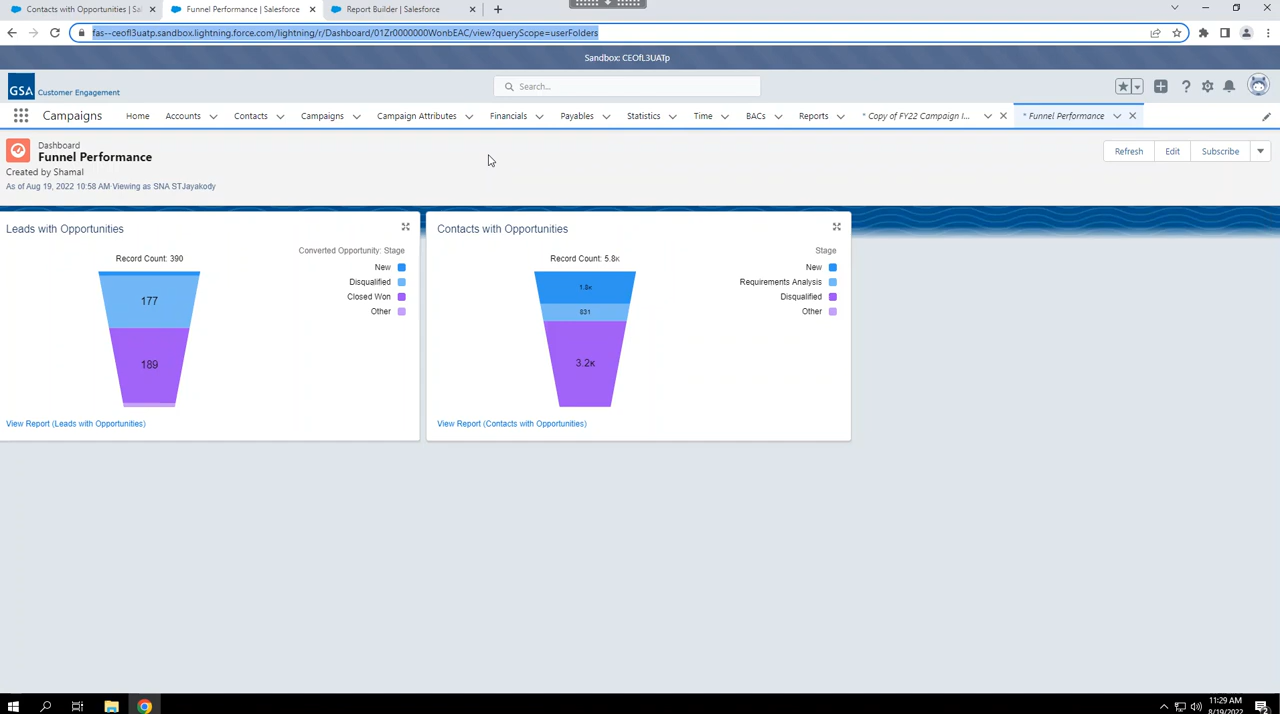 Contacts with Opportunities | Sal
Funnel Performance | Salesforce
Report Builder | Salesforce
fas--ceofl3uatp.sandbox.lightning.force.com/lightning/r/Dashboard/01Zr0000000WonbEAC/view?queryScope=userFolders
Sandbox: CEOfL3UATp
GSA Customer Engagement
Search...
Campaigns
Home
Accounts
Contacts
Campaigns
Campaign Attributes
Financials
Payables
Statistics
Time
BACs
Reports
* Copy of FY22 Campaign I...
* Funnel Performance
Dashboard
Funnel Performance
Created by Shamal
As of Aug 19, 2022 10:58 AM·Viewing as SNA STJayakody
Refresh
Edit
Subscribe
Leads with Opportunities
Record Count: 390
Converted Opportunity: Stage
New
Disqualified
Closed Won
Other
177
189
View Report (Leads with Opportunities)
Contacts with Opportunities
Record Count: 5.8K
Stage
New
Requirements Analysis
Disqualified
Other
1.8K
831
3.2K
View Report (Contacts with Opportunities)
11:29 AM
8/19/2022
2